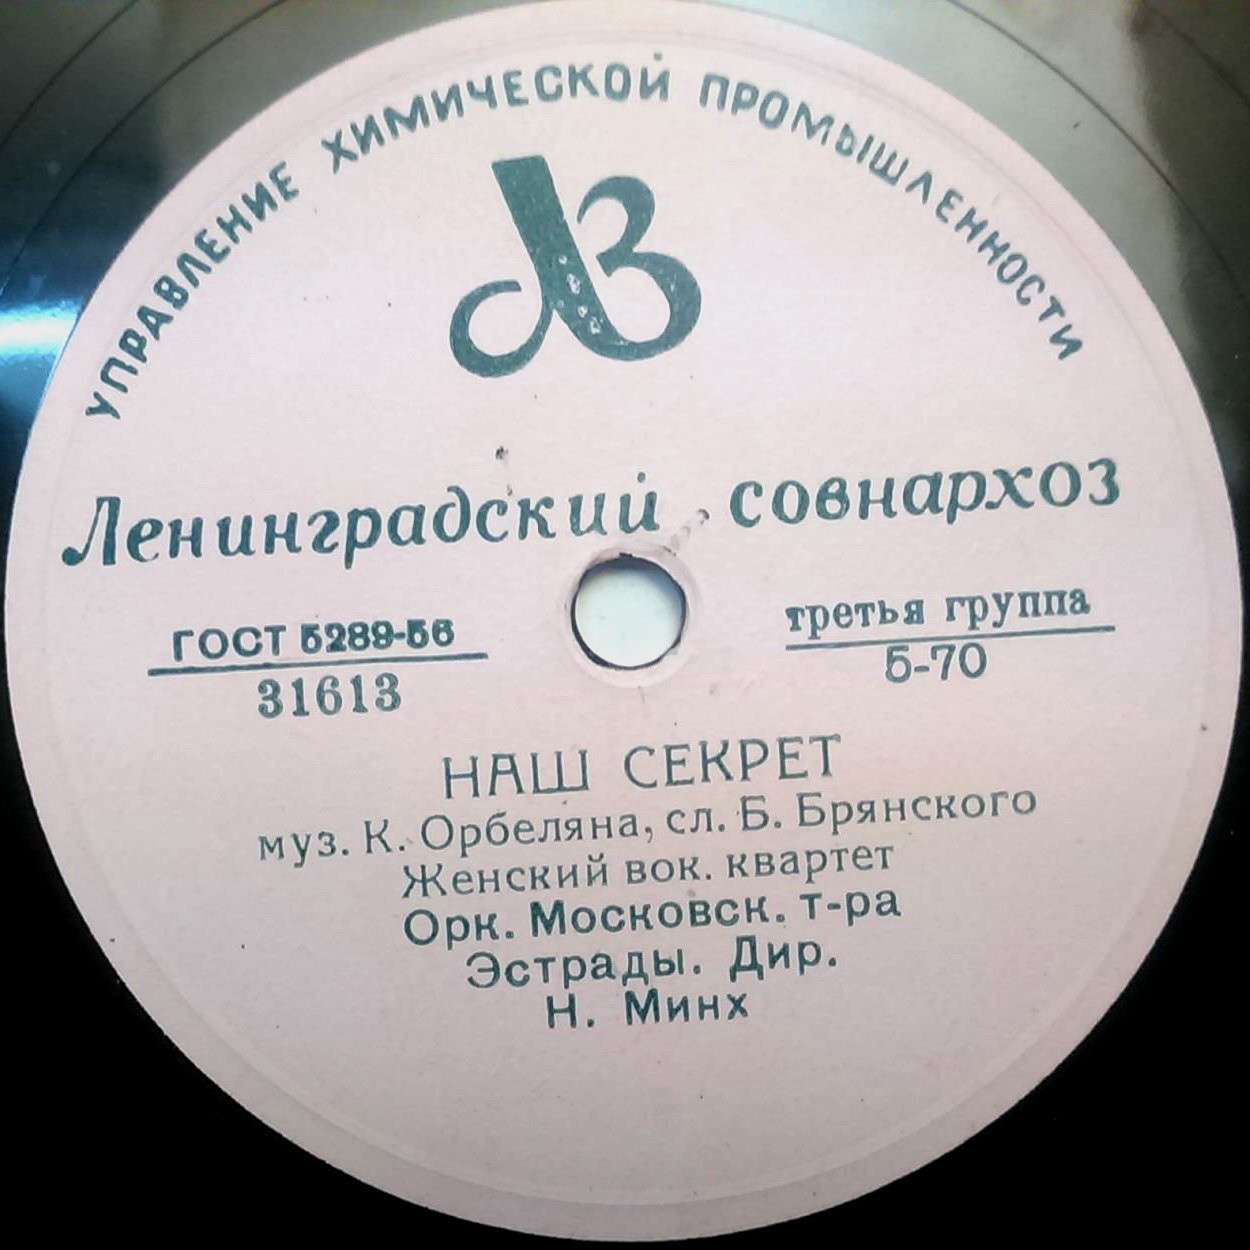 УПРАВЛЕНИЕ ХИМИЧЕСКОЙ ПРОМЫШЛЕННОСТИ
ЛЗ
Ленинградский совнархоз
ГОСТ 5289-56
31613
третья группа
5-70
НАШ СЕКРЕТ
муз. К. Орбеляна, сл. Б. Брянского
Женский вок. квартет
Орк. Московск. т-ра
Эстрады. Дир.
Н. Минх